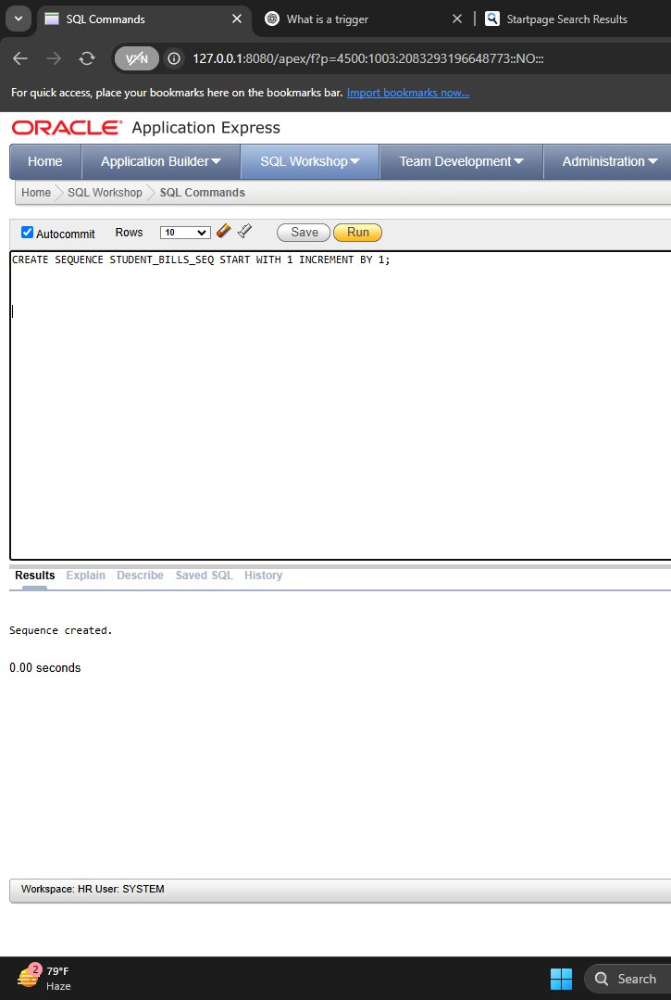 SQL Commands
What is a trigger
Startpage Search Results
VPN
127.0.0.1:8080/apex/f?p=4500:1003:2083293196648773::NO:::
For quick access, place your bookmarks here on the bookmarks bar. Import bookmarks now...
ORACLE® Application Express
Home Application Builder SQL Workshop Team Development Administration
Home SQL Workshop SQL Commands
Autocommit Rows 10 Save Run
CREATE SEQUENCE STUDENT_BILLS_SEQ START WITH 1 INCREMENT BY 1;
Results Explain Describe Saved SQL History
Sequence created.
0.00 seconds
Workspace: HR User: SYSTEM
2
79°F
Haze
Search